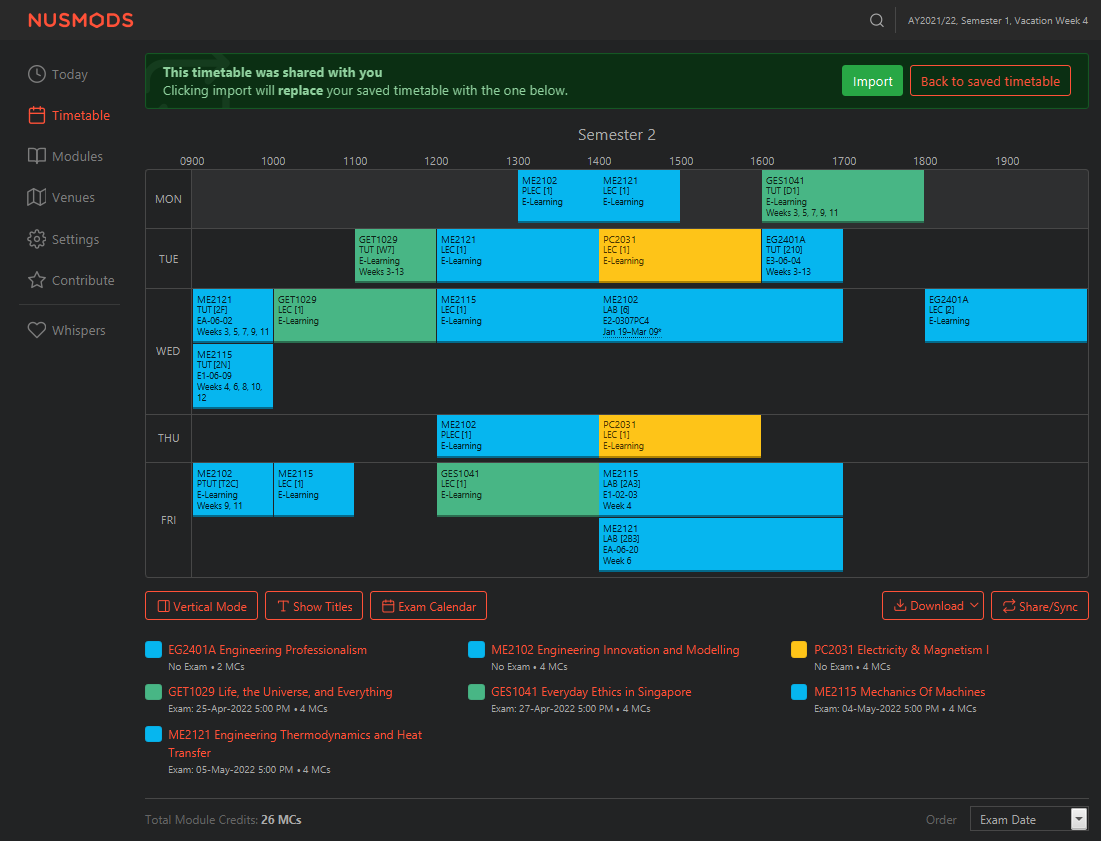 NUSMODS
AY2021/22, Semester 1, Vacation Week 4
Today
Timetable
Modules
Venues
Settings
Contribute
Whispers
This timetable was shared with you
Clicking import will replace your saved timetable with the one below.
Import
Back to saved timetable
Semester 2
0900 1000 1100 1200 1300 1400 1500 1600 1700 1800 1900
MON
ME2102
PLEC [1]
E-Learning
ME2121
LEC [1]
E-Learning
GES1041
TUT [D1]
E-Learning
Weeks 3, 5, 7, 9, 11
TUE
GET1029
TUT [W7]
E-Learning
Weeks 3-13
ME2121
LEC [1]
E-Learning
PC2031
LEC [1]
E-Learning
EG2401A
TUT [210]
E3-06-04
Weeks 3-13
WED
ME2121
TUT [2F]
EA-06-02
Weeks 3, 5, 7, 9, 11
GET1029
LEC [1]
E-Learning
ME2115
LEC [1]
E-Learning
ME2102
LAB [6]
E2-0307PC4
Jan 19–Mar 09*
EG2401A
LEC [2]
E-Learning
ME2115
TUT [2N]
E1-06-09
Weeks 4, 6, 8, 10,
12
THU
ME2102
PLEC [1]
E-Learning
PC2031
LEC [1]
E-Learning
FRI
ME2102
PTUT [T2C]
E-Learning
Weeks 9, 11
ME2115
LEC [1]
E-Learning
GES1041
LEC [1]
E-Learning
ME2115
LAB [2A3]
E1-02-03
Week 4
ME2121
LAB [2B3]
EA-06-20
Week 6
Vertical Mode
Show Titles
Exam Calendar
Download
Share/Sync
EG2401A Engineering Professionalism
No Exam • 2 MCs
ME2102 Engineering Innovation and Modelling
No Exam • 4 MCs
PC2031 Electricity & Magnetism I
No Exam • 4 MCs
GET1029 Life, the Universe, and Everything
Exam: 25-Apr-2022 5:00 PM • 4 MCs
GES1041 Everyday Ethics in Singapore
Exam: 27-Apr-2022 5:00 PM • 4 MCs
ME2115 Mechanics Of Machines
Exam: 04-May-2022 5:00 PM • 4 MCs
ME2121 Engineering Thermodynamics and Heat
Transfer
Exam: 05-May-2022 5:00 PM • 4 MCs
Total Module Credits: 26 MCs
Order
Exam Date